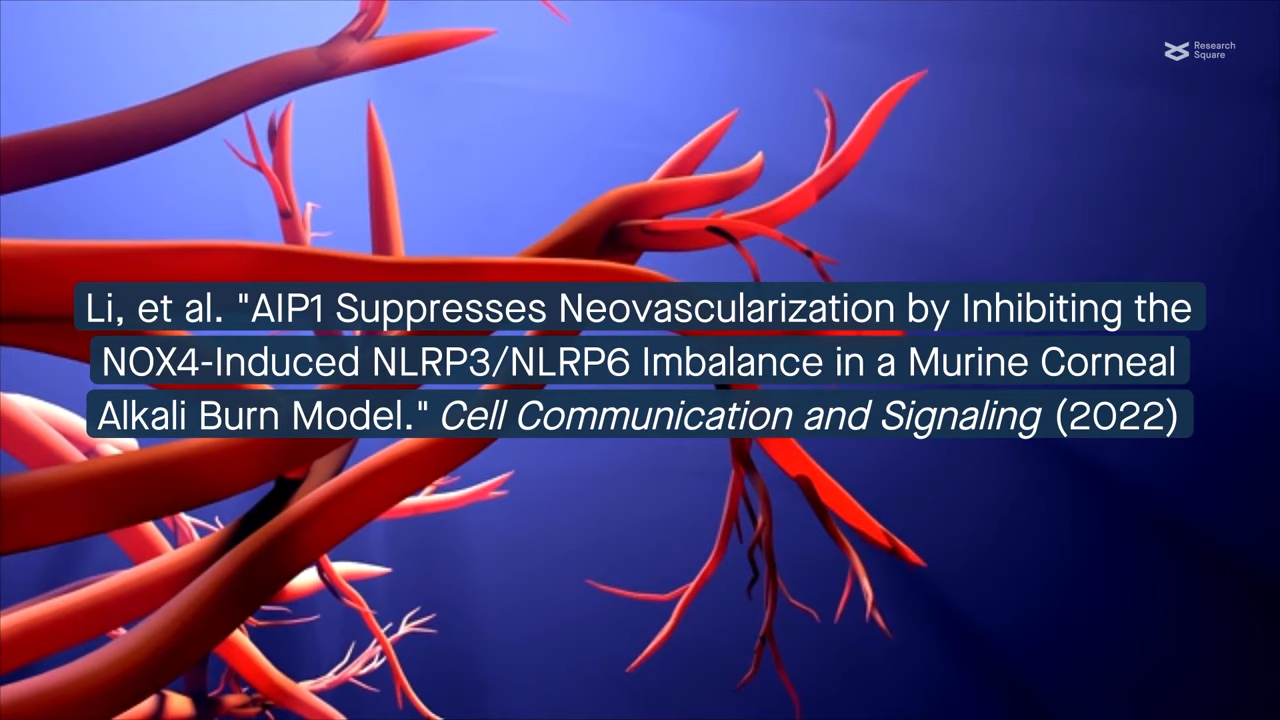 Research
Square
Li, et al. "AIP1 Suppresses Neovascularization by Inhibiting the
NOX4-Induced NLRP3/NLRP6 Imbalance in a Murine Corneal
Alkali Burn Model." Cell Communication and Signaling (2022)